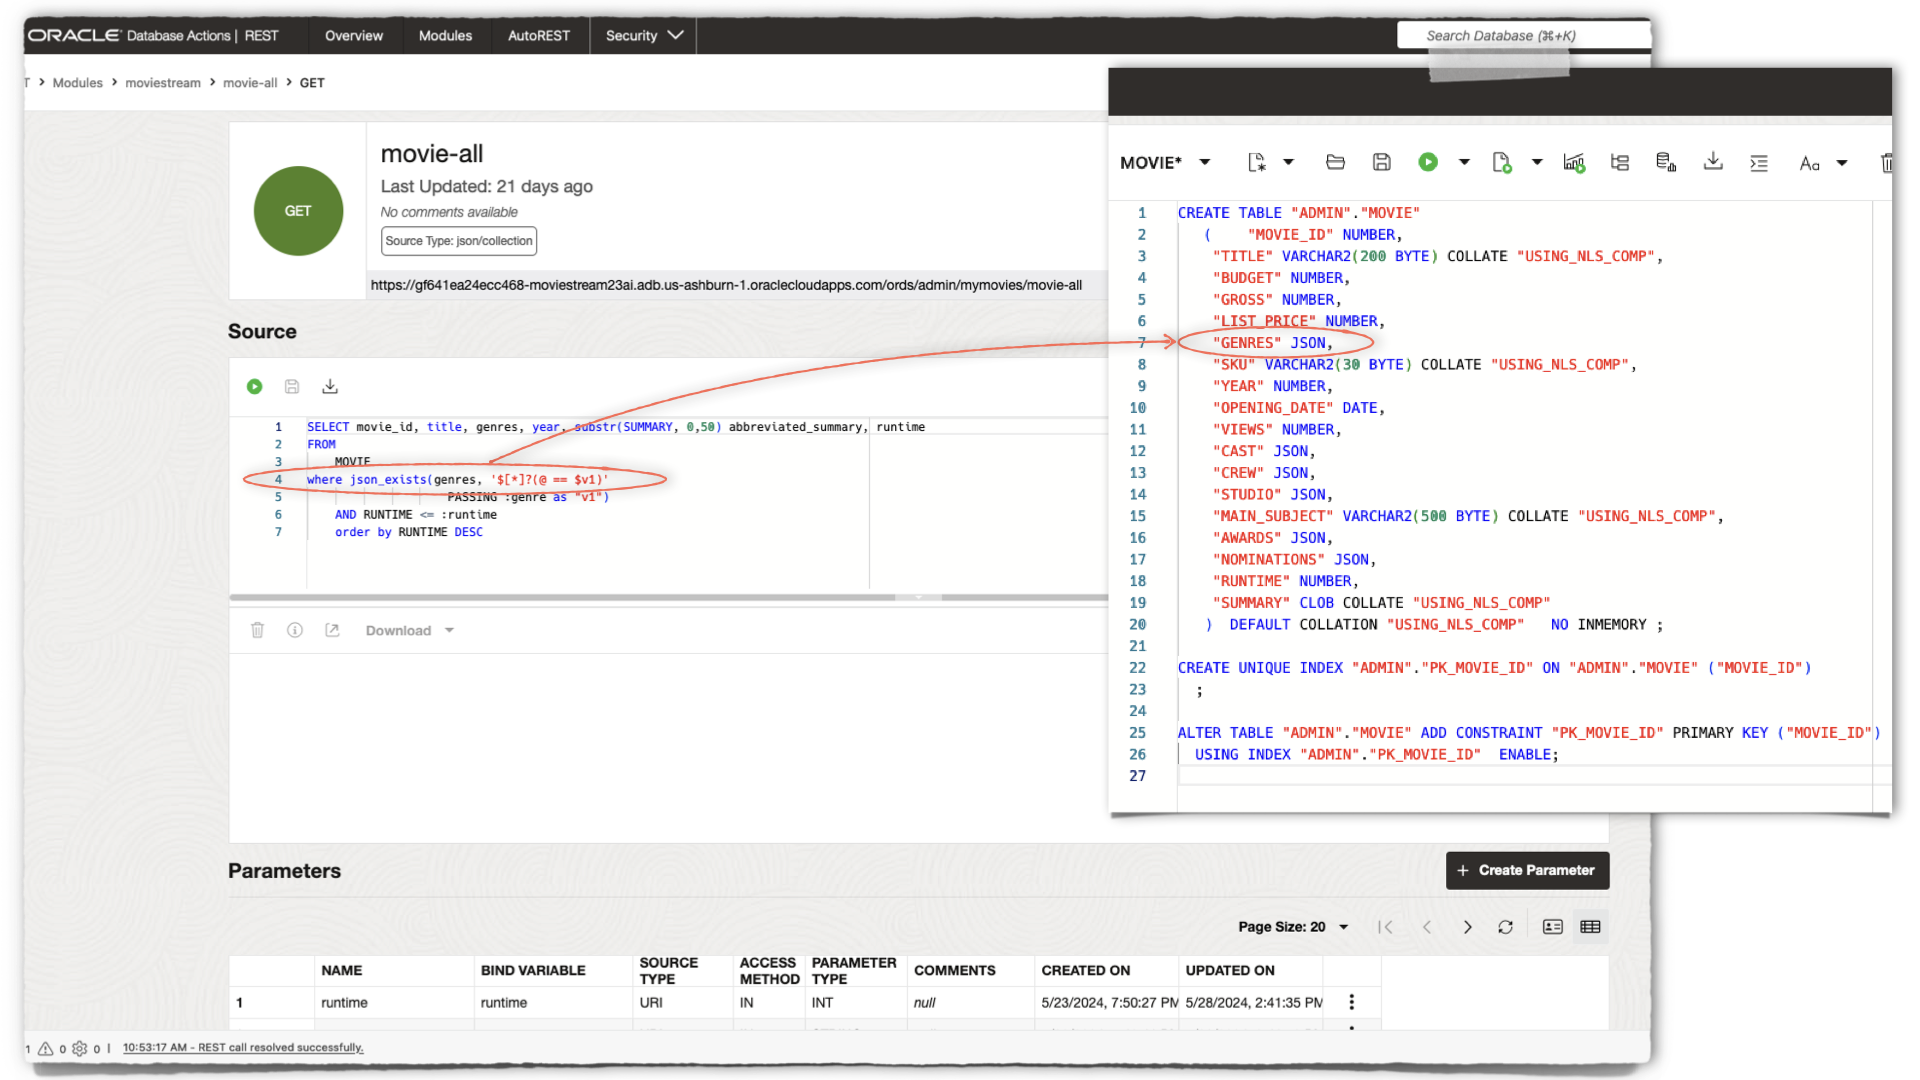 ORACLE Database Actions | REST
Overview
Modules
AutoREST
Security
Search Database (⌘+K)
T > Modules > moviestream > movie-all > GET
GET
movie-all
Last Updated: 21 days ago
No comments available
Source Type: json/collection
https://gf641ea24ecc468-moviestream23ai.adb.us-ashburn-1.oraclecloudapps.com/ords/admin/mymovies/movie-all
Source
1 SELECT movie_id, title, genres, year, substr(SUMMARY, 0,50) abbreviated_summary, runtime
2 FROM
3 MOVIE
4 where json_exists(genres, '$[*]?(@ == $v1)'
5 PASSING :genre as "v1")
6 AND RUNTIME <= :runtime
7 order by RUNTIME DESC
Download
MOVIE*
Aa
1 CREATE TABLE "ADMIN"."MOVIE"
2 ( "MOVIE_ID" NUMBER,
3 "TITLE" VARCHAR2(200 BYTE) COLLATE "USING_NLS_COMP",
4 "BUDGET" NUMBER,
5 "GROSS" NUMBER,
6 "LIST_PRICE" NUMBER,
7 "GENRES" JSON,
8 "SKU" VARCHAR2(30 BYTE) COLLATE "USING_NLS_COMP",
9 "YEAR" NUMBER,
10 "OPENING_DATE" DATE,
11 "VIEWS" NUMBER,
12 "CAST" JSON,
13 "CREW" JSON,
14 "STUDIO" JSON,
15 "MAIN_SUBJECT" VARCHAR2(500 BYTE) COLLATE "USING_NLS_COMP",
16 "AWARDS" JSON,
17 "NOMINATIONS" JSON,
18 "RUNTIME" NUMBER,
19 "SUMMARY" CLOB COLLATE "USING_NLS_COMP"
20 ) DEFAULT COLLATION "USING_NLS_COMP" NO INMEMORY ;
21
22 CREATE UNIQUE INDEX "ADMIN"."PK_MOVIE_ID" ON "ADMIN"."MOVIE" ("MOVIE_ID")
23 ;
24
25 ALTER TABLE "ADMIN"."MOVIE" ADD CONSTRAINT "PK_MOVIE_ID" PRIMARY KEY ("MOVIE_ID")
26 USING INDEX "ADMIN"."PK_MOVIE_ID" ENABLE;
27
Parameters
+ Create Parameter
Page Size: 20
NAME BIND VARIABLE SOURCE TYPE ACCESS METHOD PARAMETER TYPE COMMENTS CREATED ON UPDATED ON
1 runtime runtime URI IN INT null 5/23/2024, 7:50:27 PM 5/28/2024, 2:41:35 PM
1 0 0 | 10:53:17 AM - REST call resolved successfully.